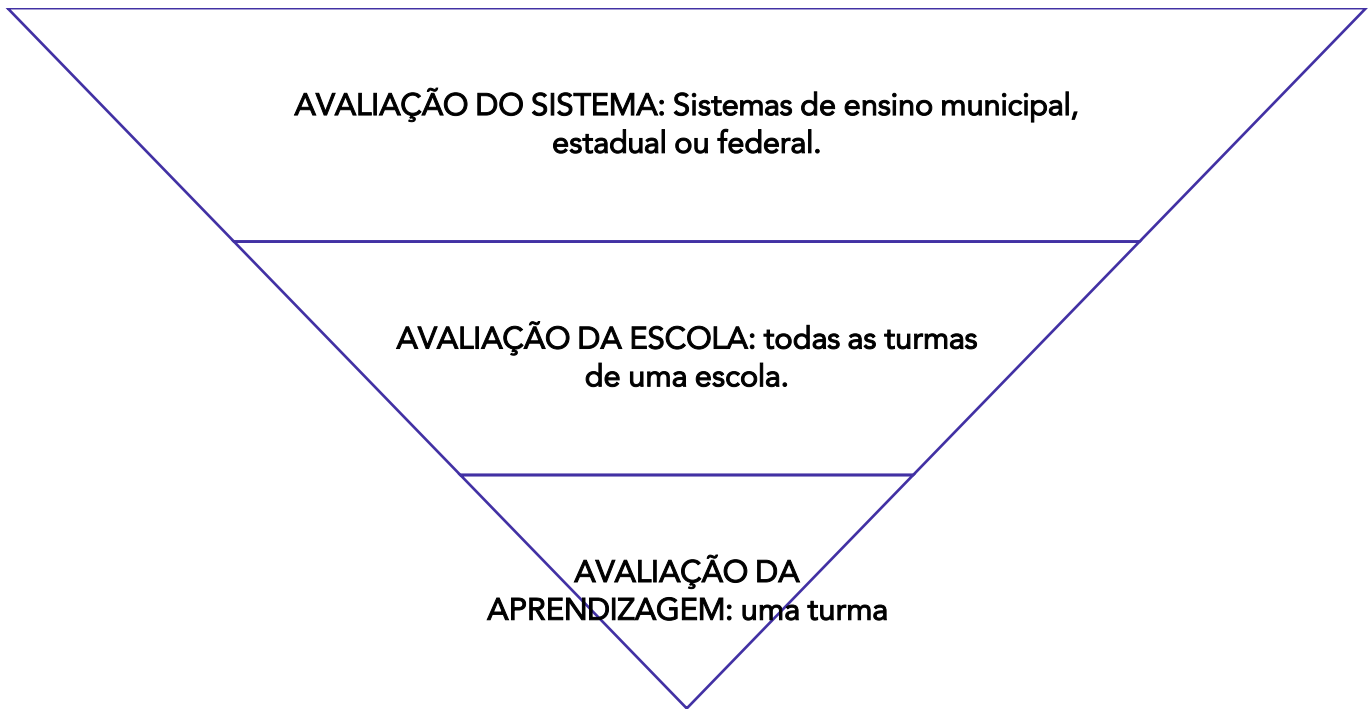 AVALIAÇÃO DO SISTEMA: Sistemas de ensino municipal,
estadual ou federal.
AVALIAÇÃO DA ESCOLA: todas as turmas
de uma escola.
AVALIAÇÃO DA
APRENDIZAGEM: uma turma